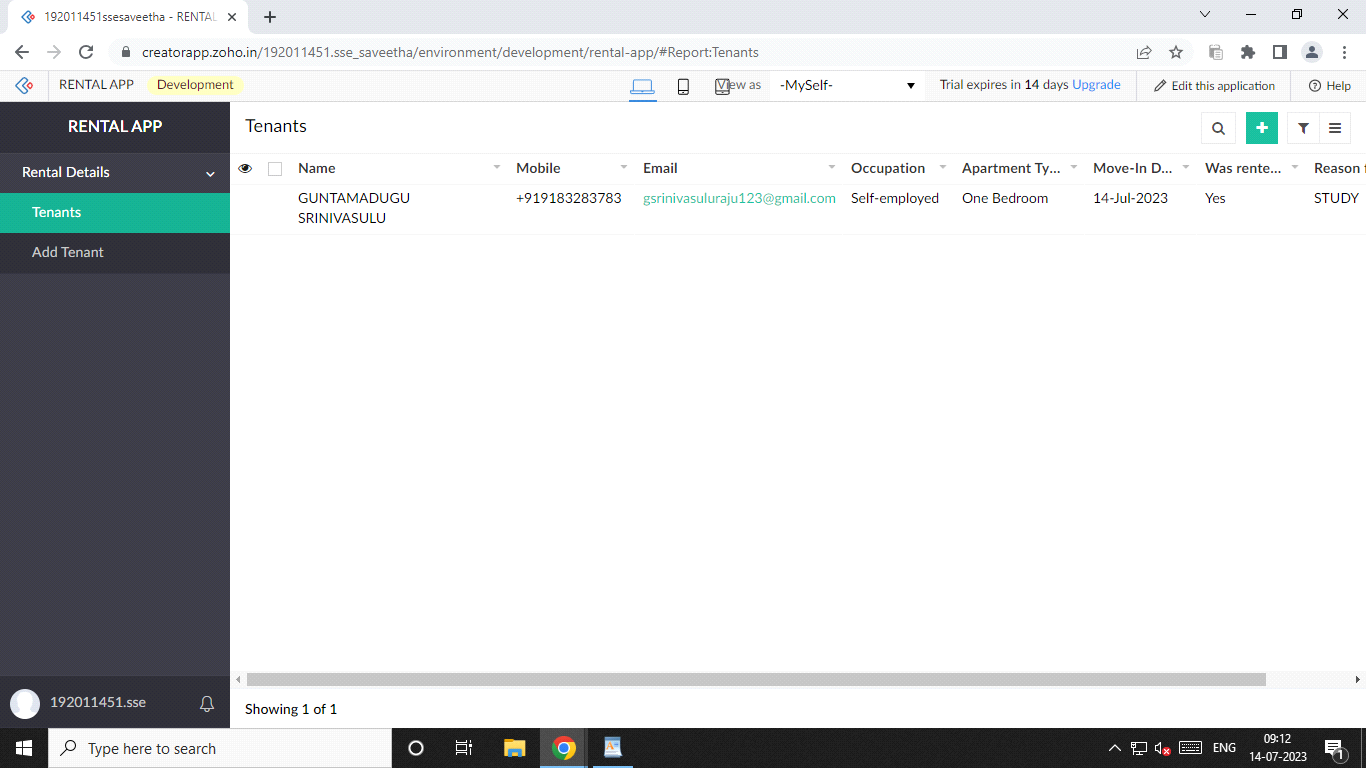 192011451ssesaveetha - RENTAL
creatorapp.zoho.in/192011451.sse_saveetha/environment/development/rental-app/#Report:Tenants
RENTAL APP Development View as -MySelf- Trial expires in 14 days Upgrade Edit this application Help
RENTAL APP
Rental Details
Tenants
Add Tenant
192011451.sse
Tenants
Name Mobile Email Occupation Apartment Ty... Move-In D... Was rente... Reason
GUNTAMADUGU +919183283783 gsrinivasuluraju123@gmail.com Self-employed One Bedroom 14-Jul-2023 Yes STUDY
SRINIVASULU
Showing 1 of 1
Type here to search
ENG
09:12
14-07-2023
1